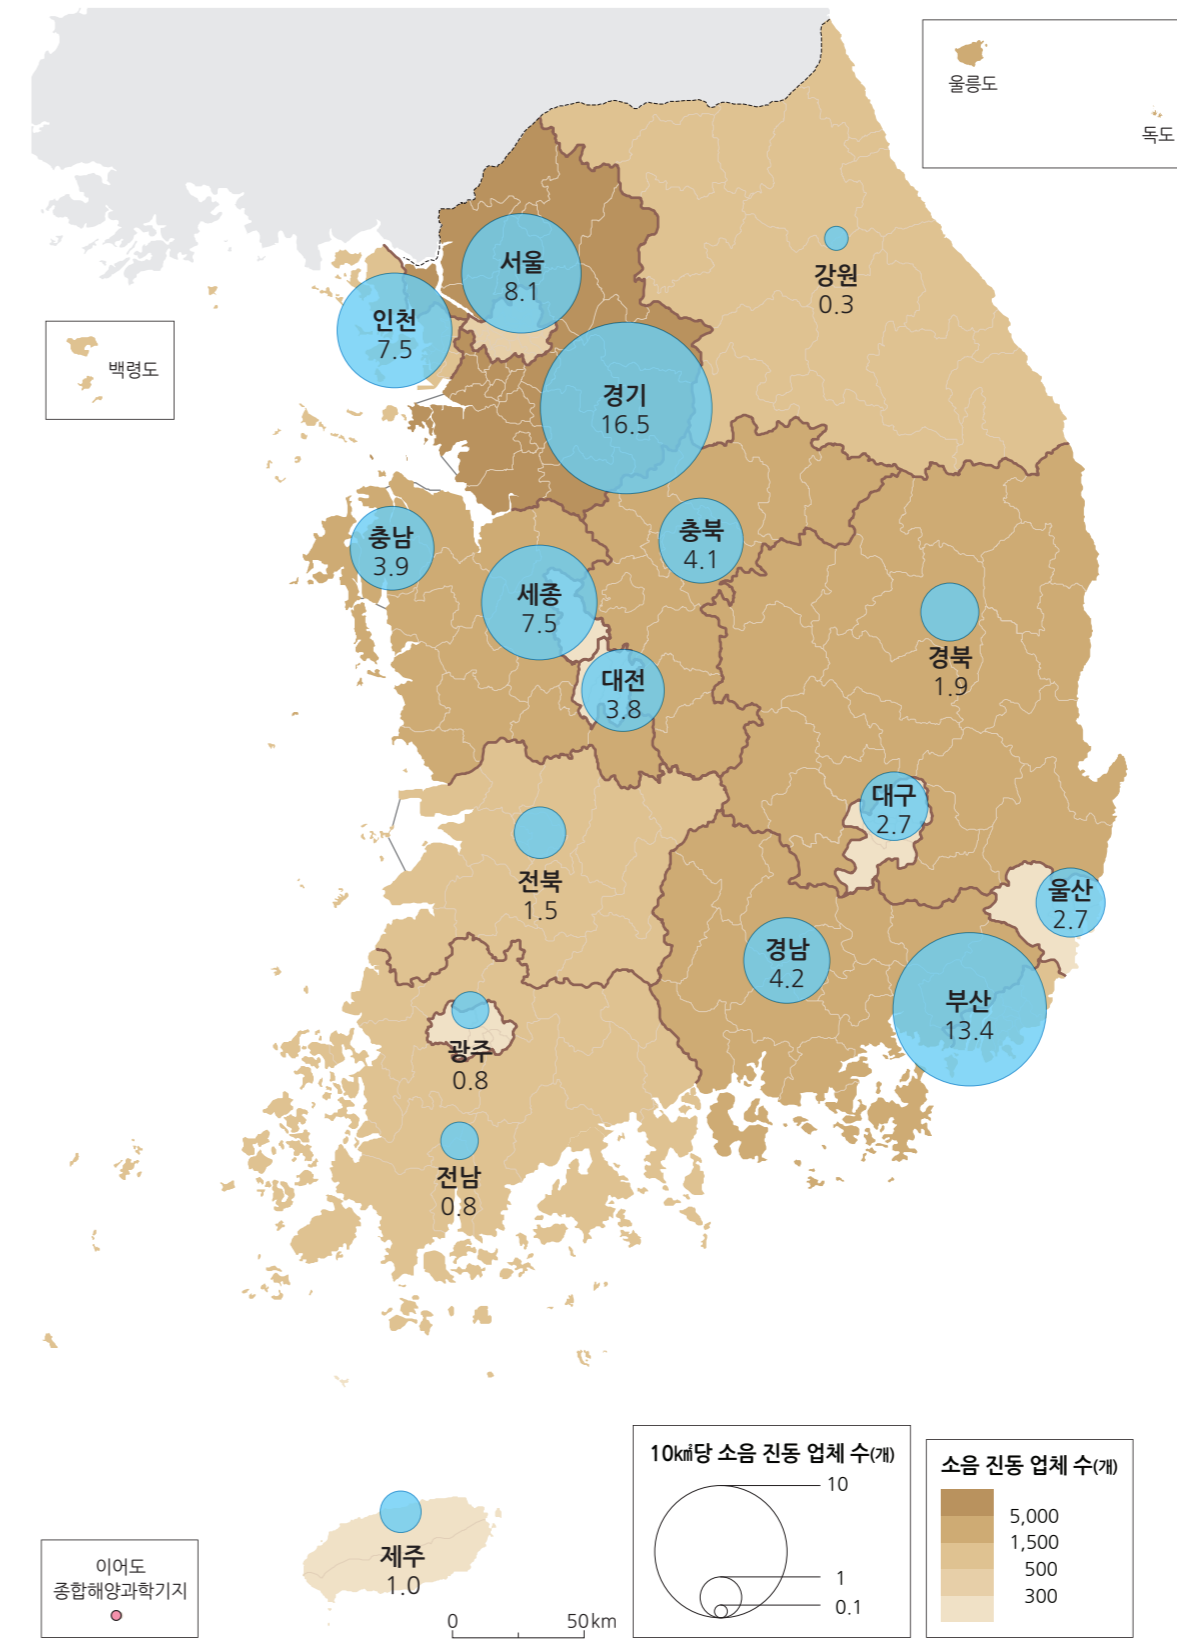 울릉도
독도
백령도
서울
8.1
강원
0.3
인천
7.5
경기
16.5
충남
3.9
충북
4.1
세종
7.5
경북
1.9
대전
3.8
대구
2.7
전북
1.5
울산
2.7
경남
4.2
부산
13.4
광주
0.8
전남
0.8
제주
1.0
이어도
종합해양과학기지
0 50km
10㎢당 소음 진동 업체 수(개)
10
1
0.1
소음 진동 업체 수(개)
5,000
1,500
500
300